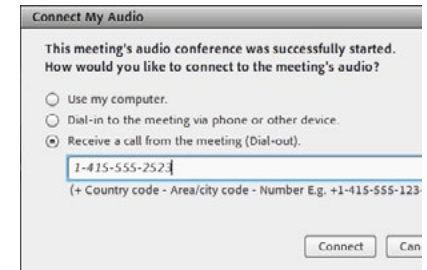 Connect My Audio
This meeting's audio conference was successfully started.
How would you like to connect to the meeting's audio?
Use my computer.
Dial-in to the meeting via phone or other device.
Receive a call from the meeting (Dial-out).
1-415-555-2523
(+ Country code - Area/city code - Number E.g. +1-415-555-123-
Connect Can